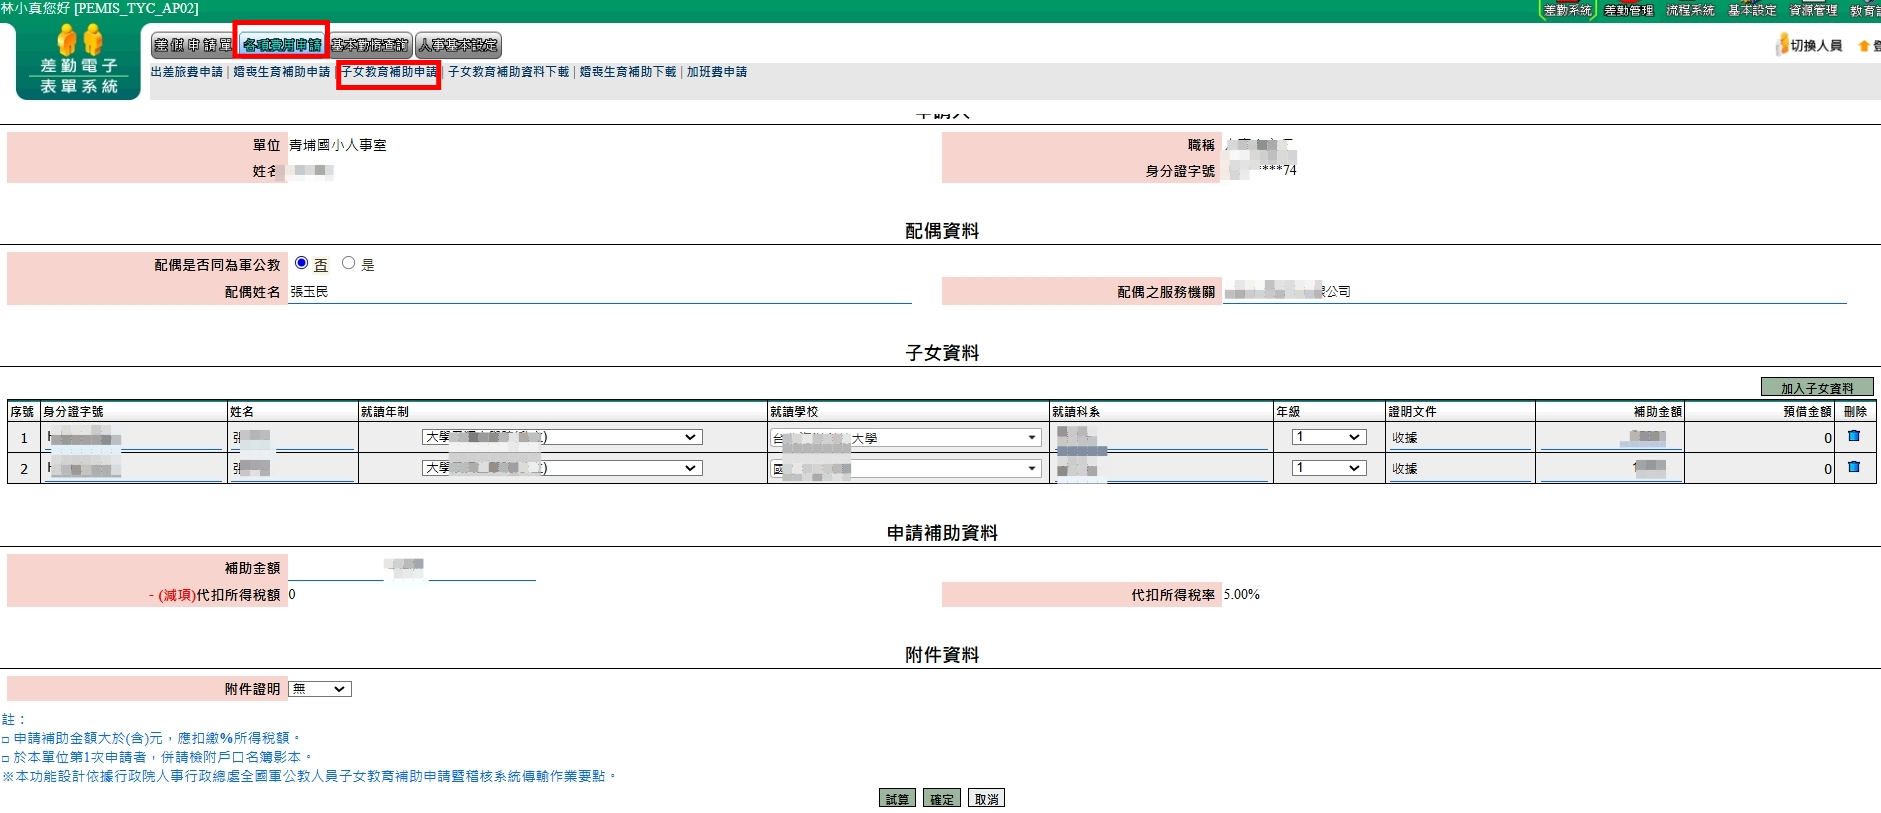 林小真您好 [PEMIS_TYC_AP02]
差勤系統 差勤管理 流程系統 基本設定 資源管理 教育
差勤電子
表單系統
差假申請單 各項費用申請 基本勤惰查詢 人事基本設定
切換人員
出差旅費申請 | 婚喪生育補助申請 | 子女教育補助申請 | 子女教育補助資料下載 | 婚喪生育補助下載 | 加班費申請
申請人
單位 青埔國小人事室 職稱
姓名 身分證字號 ****74
配偶資料
配偶是否同為軍公教 否 是
配偶姓名 張玉民 配偶之服務機關 公司
子女資料
加入子女資料
序號 身分證字號 姓名 就讀年制 就讀學校 就讀科系 年級 證明文件 補助金額 預借金額 刪除
1 張 大學 大學 1 收據 0
2 張 大學 國 1 收據 0
申請補助資料
補助金額
- (減項)代扣所得稅額 0 代扣所得稅率 5.00%
附件資料
附件證明 無
註：
□ 申請補助金額大於(含)元，應扣繳%所得稅額。
□ 於本單位第1次申請者，併請檢附戶口名簿影本。
※本功能設計依據行政院人事行政總處全國軍公教人員子女教育補助申請暨稽核系統傳輸作業要點。
試算 確定 取消